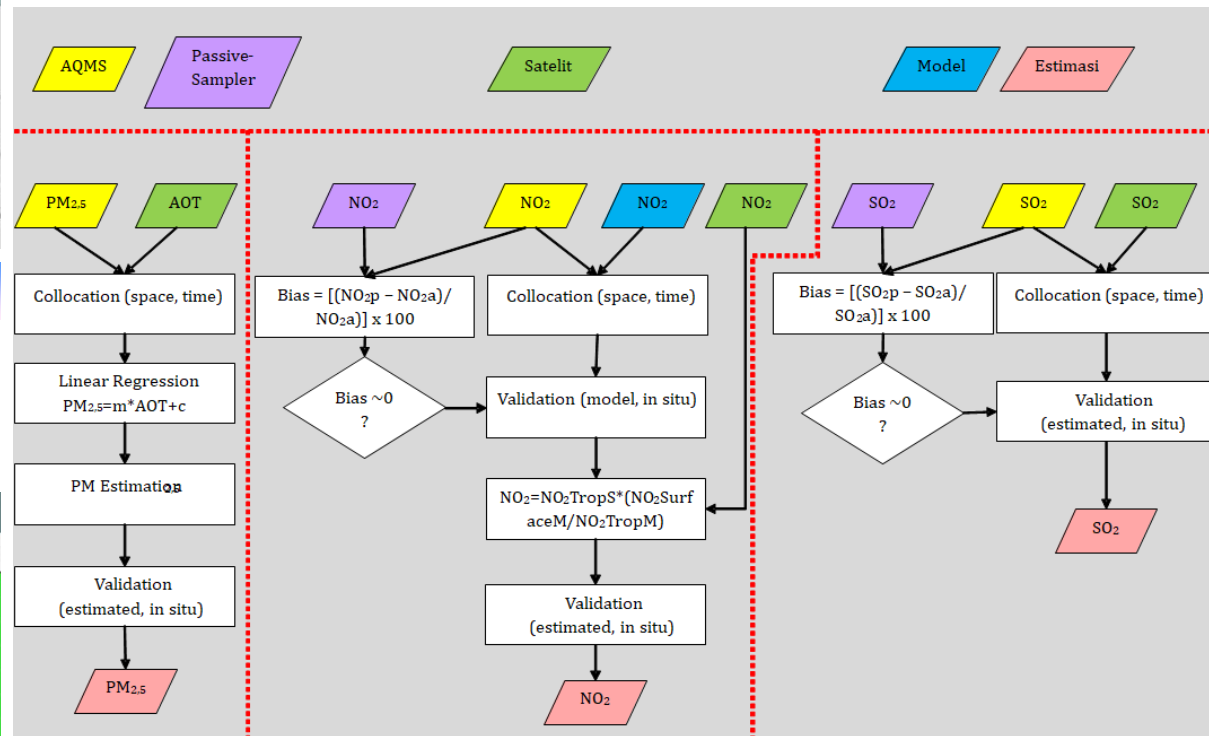 AQMS
Passive-
Sampler
Satelit
Model
Estimasi
PM₂,₅
AOT
Collocation (space, time)
Linear Regression
PM₂,₅=m*AOT+c
PM Estimation
2,5
Validation
(estimated, in situ)
PM₂,₅
NO₂
NO₂
NO₂
NO₂
Bias = [(NO₂p – NO₂a)/
NO₂a)] x 100
Collocation (space, time)
Bias ~0
?
Validation (model, in situ)
NO₂=NO₂TropS*(NO₂Surf
aceM/NO₂TropM)
Validation
(estimated, in situ)
NO₂
SO₂
SO₂
SO₂
Bias = [(SO₂p – SO₂a)/
SO₂a)] x 100
Collocation (space, time)
Bias ~0
?
Validation
(estimated, in situ)
SO₂